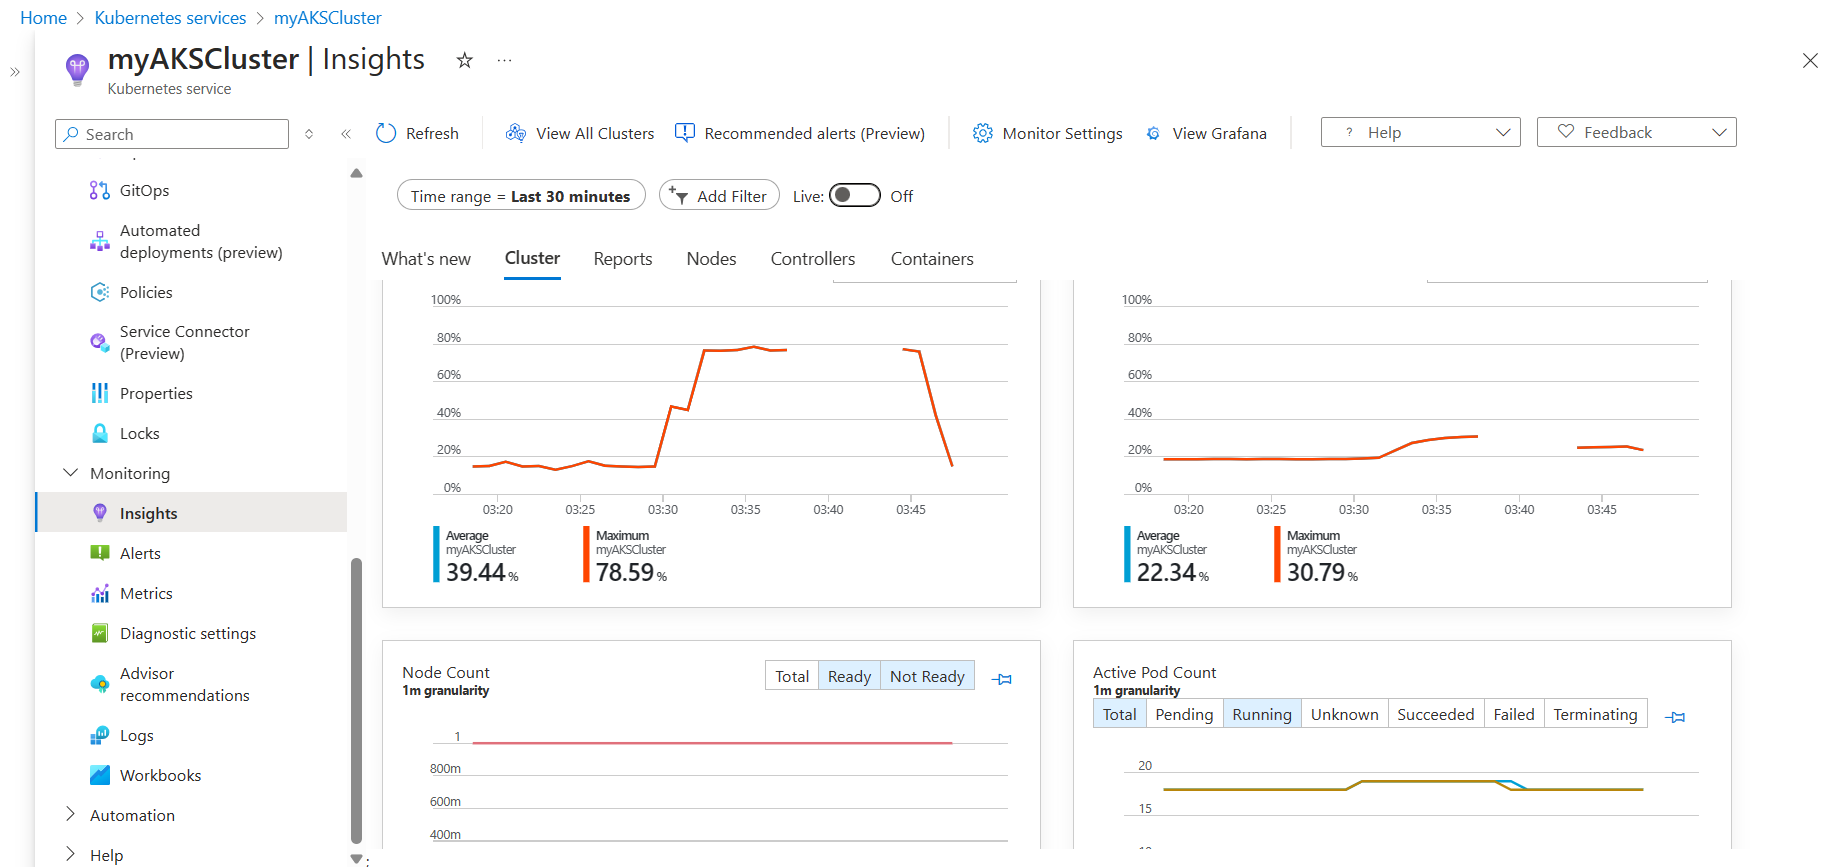 Home > Kubernetes services > myAKSCluster
myAKSCluster | Insights
Kubernetes service
Search
Refresh
View All Clusters
Recommended alerts (Preview)
Monitor Settings
View Grafana
? Help
Feedback
GitOps
Automated
deployments (preview)
Policies
Service Connector
(Preview)
Properties
Locks
Monitoring
Insights
Alerts
Metrics
Diagnostic settings
Advisor
recommendations
Logs
Workbooks
Automation
Help
Time range = Last 30 minutes
Add Filter
Live:
Off
What's new
Cluster
Reports
Nodes
Controllers
Containers
100%
80%
60%
40%
20%
0%
03:20 03:25 03:30 03:35 03:40 03:45
Average
myAKSCluster
39.44 %
Maximum
myAKSCluster
78.59 %
100%
80%
60%
40%
20%
0%
03:20 03:25 03:30 03:35 03:40 03:45
Average
myAKSCluster
22.34 %
Maximum
myAKSCluster
30.79 %
Node Count
1m granularity
Total Ready Not Ready
1
800m
600m
400m
Active Pod Count
1m granularity
Total Pending Running Unknown Succeeded Failed Terminating
20
15